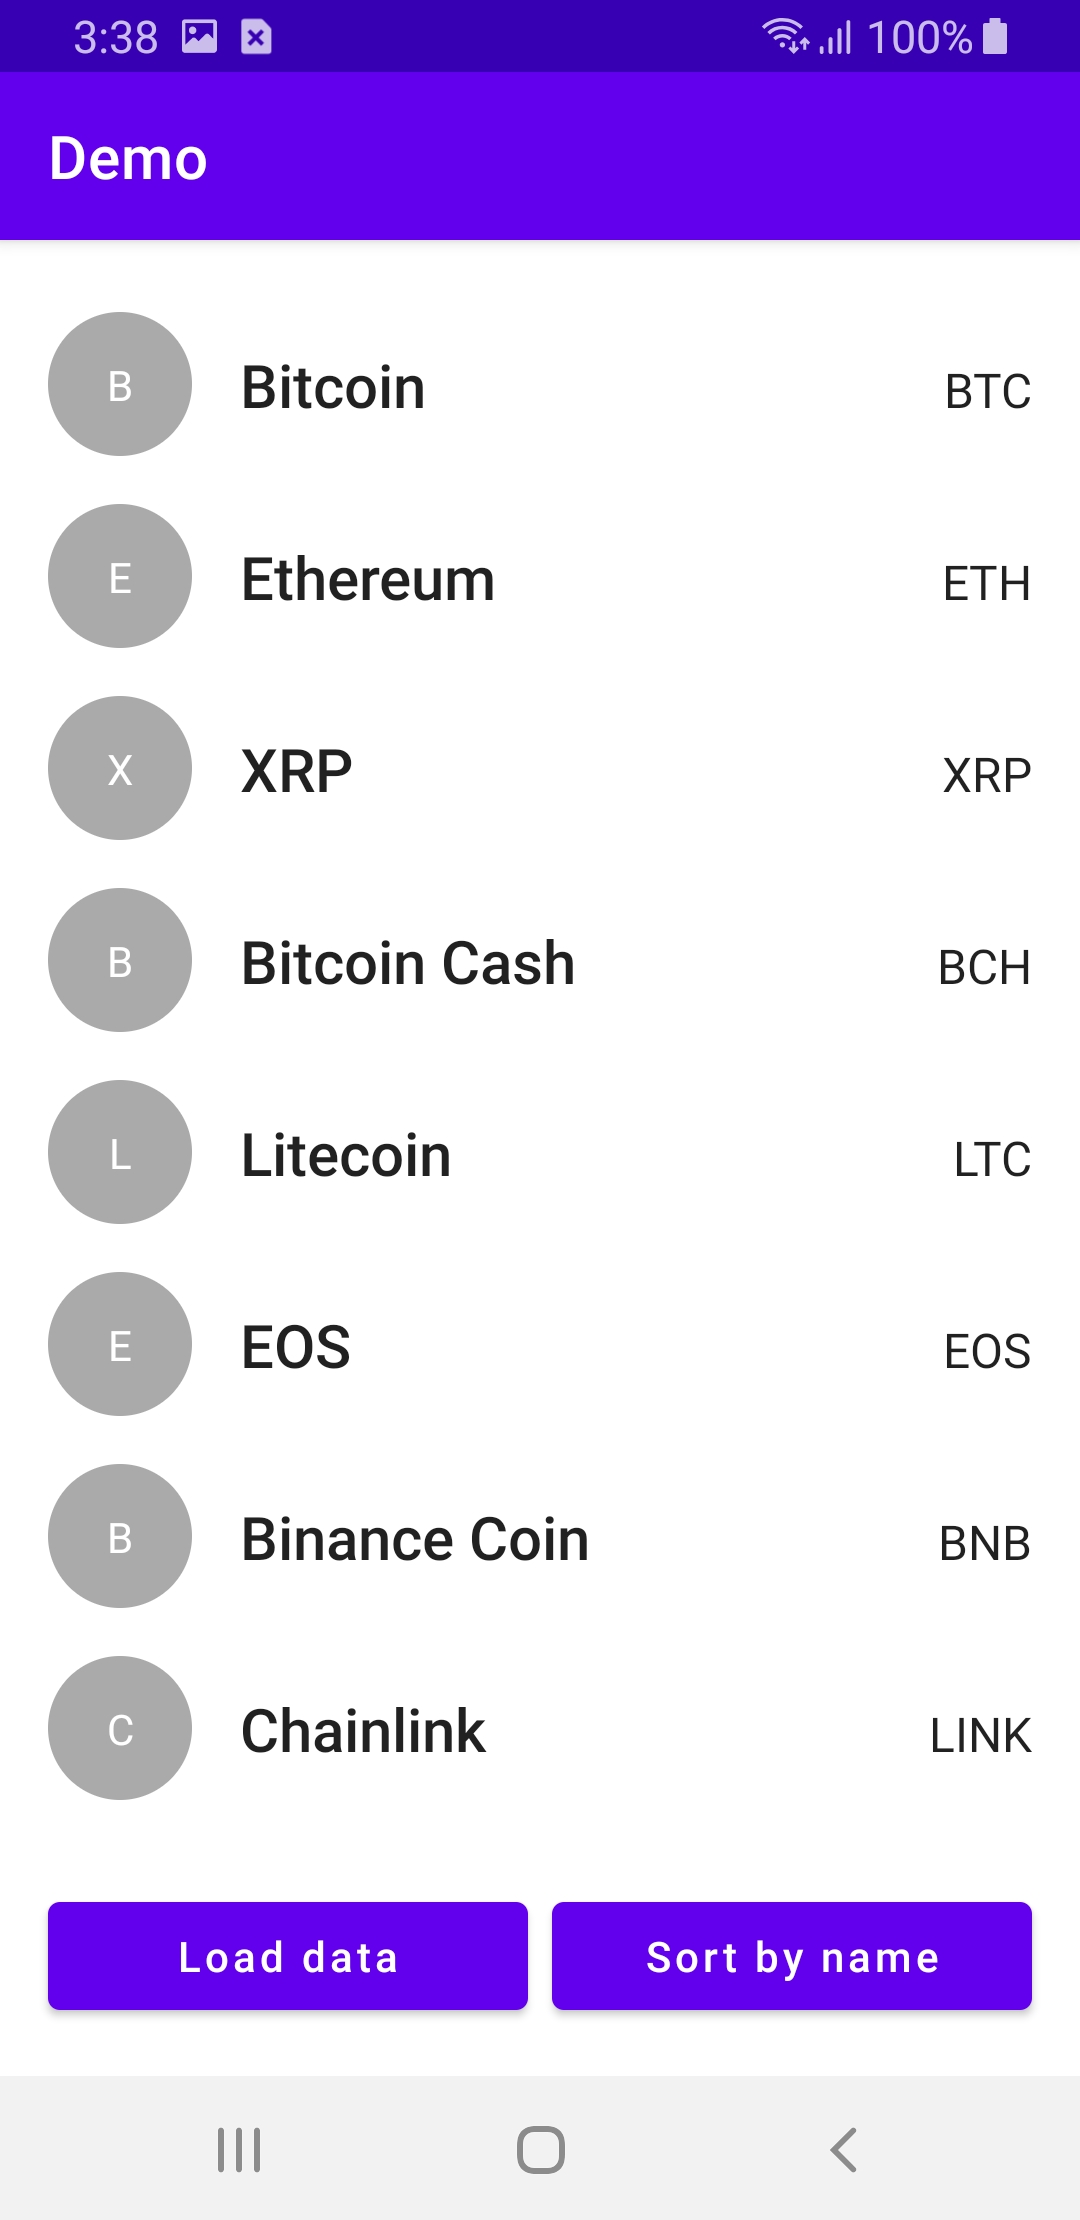 3:38 100%
Demo
B Bitcoin BTC
E Ethereum ETH
X XRP XRP
B Bitcoin Cash BCH
L Litecoin LTC
E EOS EOS
B Binance Coin BNB
C Chainlink LINK
Load data Sort by name